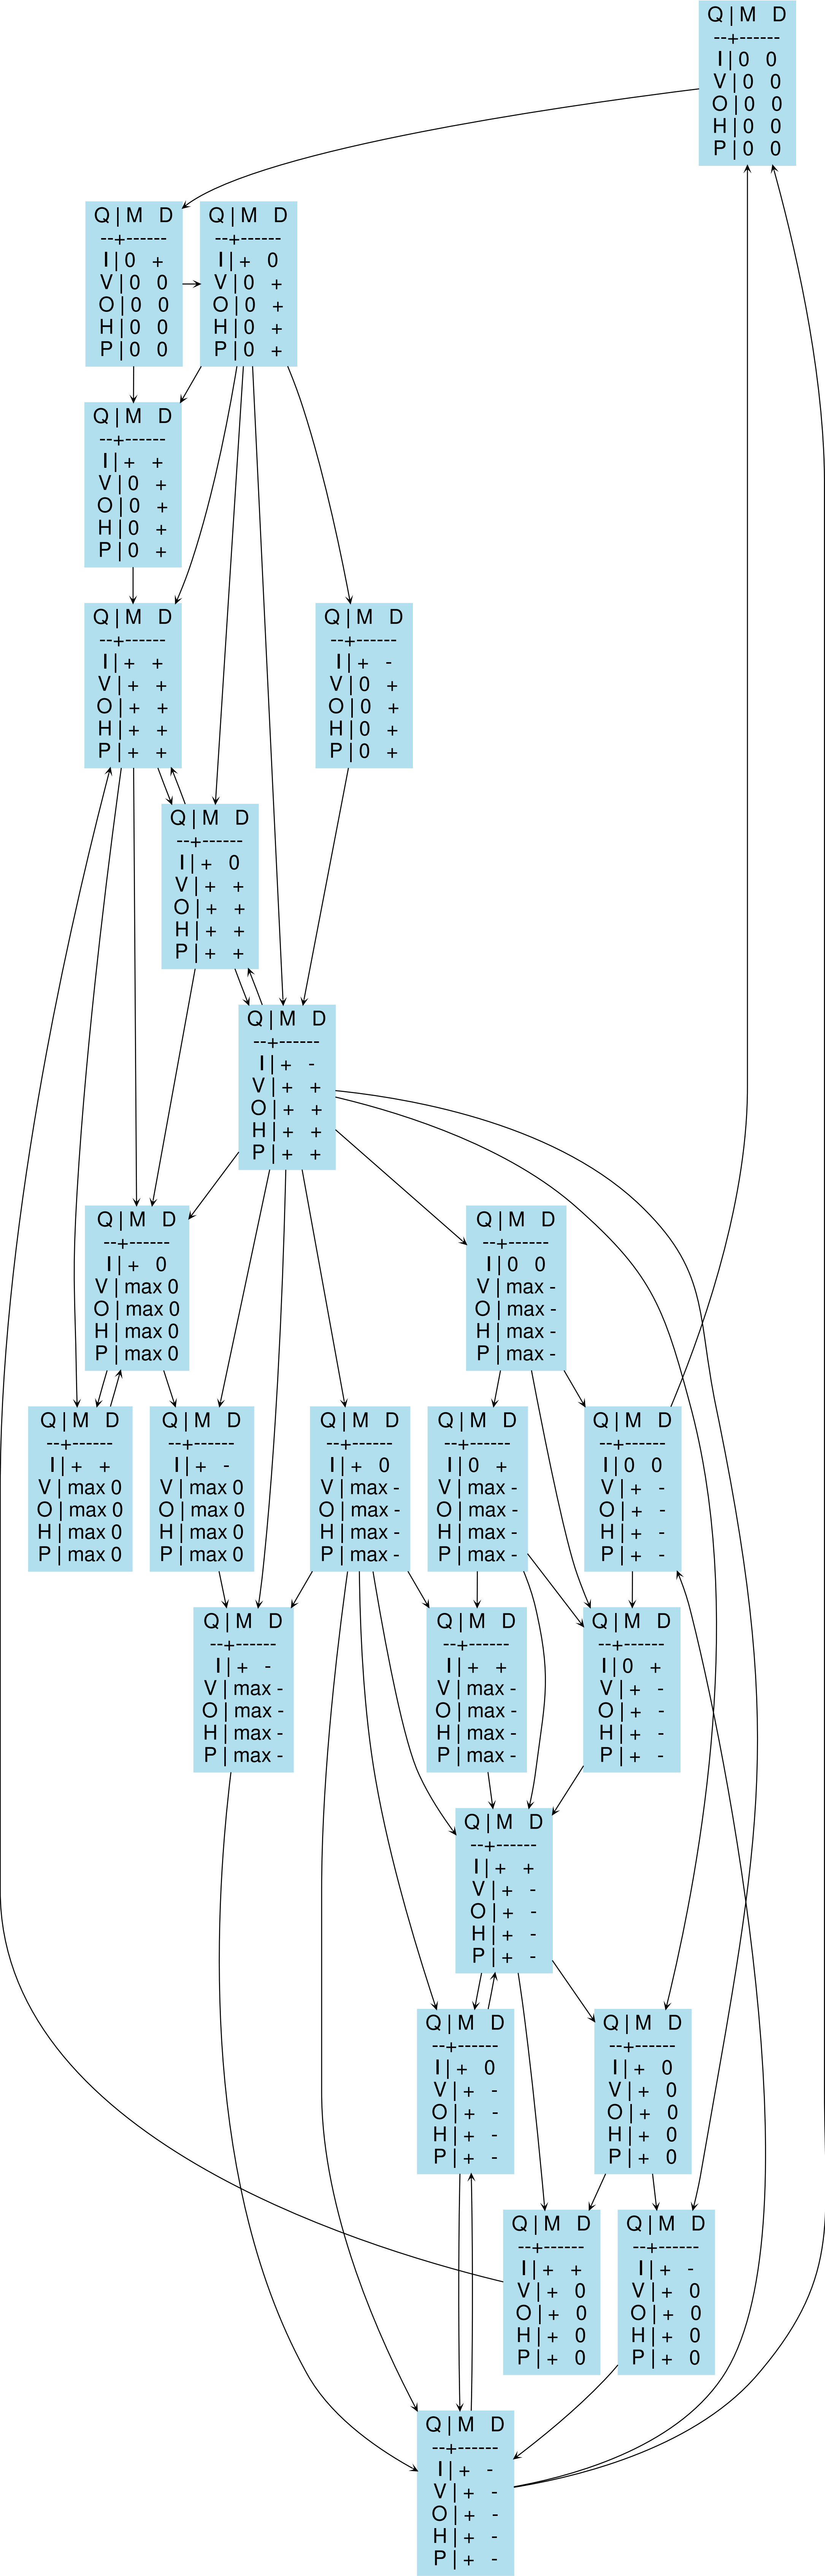 Q | M D
--+------
I | 0 0
V | 0 0
O | 0 0
H | 0 0
P | 0 0
Q | M D
--+------
I | 0 +
V | 0 0
O | 0 0
H | 0 0
P | 0 0
Q | M D
--+------
I | + 0
V | 0 +
O | 0 +
H | 0 +
P | 0 +
Q | M D
--+------
I | + +
V | 0 +
O | 0 +
H | 0 +
P | 0 +
Q | M D
--+------
I | + +
V | + +
O | + +
H | + +
P | + +
Q | M D
--+------
I | + -
V | 0 +
O | 0 +
H | 0 +
P | 0 +
Q | M D
--+------
I | + 0
V | + +
O | + +
H | + +
P | + +
Q | M D
--+------
I | + -
V | + +
O | + +
H | + +
P | + +
Q | M D
--+------
I | + 0
V | max 0
O | max 0
H | max 0
P | max 0
Q | M D
--+------
I | 0 0
V | max -
O | max -
H | max -
P | max -
Q | M D
--+------
I | + +
V | max 0
O | max 0
H | max 0
P | max 0
Q | M D
--+------
I | + -
V | max 0
O | max 0
H | max 0
P | max 0
Q | M D
--+------
I | + 0
V | max -
O | max -
H | max -
P | max -
Q | M D
--+------
I | 0 +
V | max -
O | max -
H | max -
P | max -
Q | M D
--+------
I | 0 0
V | + -
O | + -
H | + -
P | + -
Q | M D
--+------
I | + -
V | max -
O | max -
H | max -
P | max -
Q | M D
--+------
I | + +
V | max -
O | max -
H | max -
P | max -
Q | M D
--+------
I | 0 +
V | + -
O | + -
H | + -
P | + -
Q | M D
--+------
I | + +
V | + -
O | + -
H | + -
P | + -
Q | M D
--+------
I | + 0
V | + -
O | + -
H | + -
P | + -
Q | M D
--+------
I | + 0
V | + 0
O | + 0
H | + 0
P | + 0
Q | M D
--+------
I | + +
V | + 0
O | + 0
H | + 0
P | + 0
Q | M D
--+------
I | + -
V | + 0
O | + 0
H | + 0
P | + 0
Q | M D
--+------
I | + -
V | + -
O | + -
H | + -
P | + -